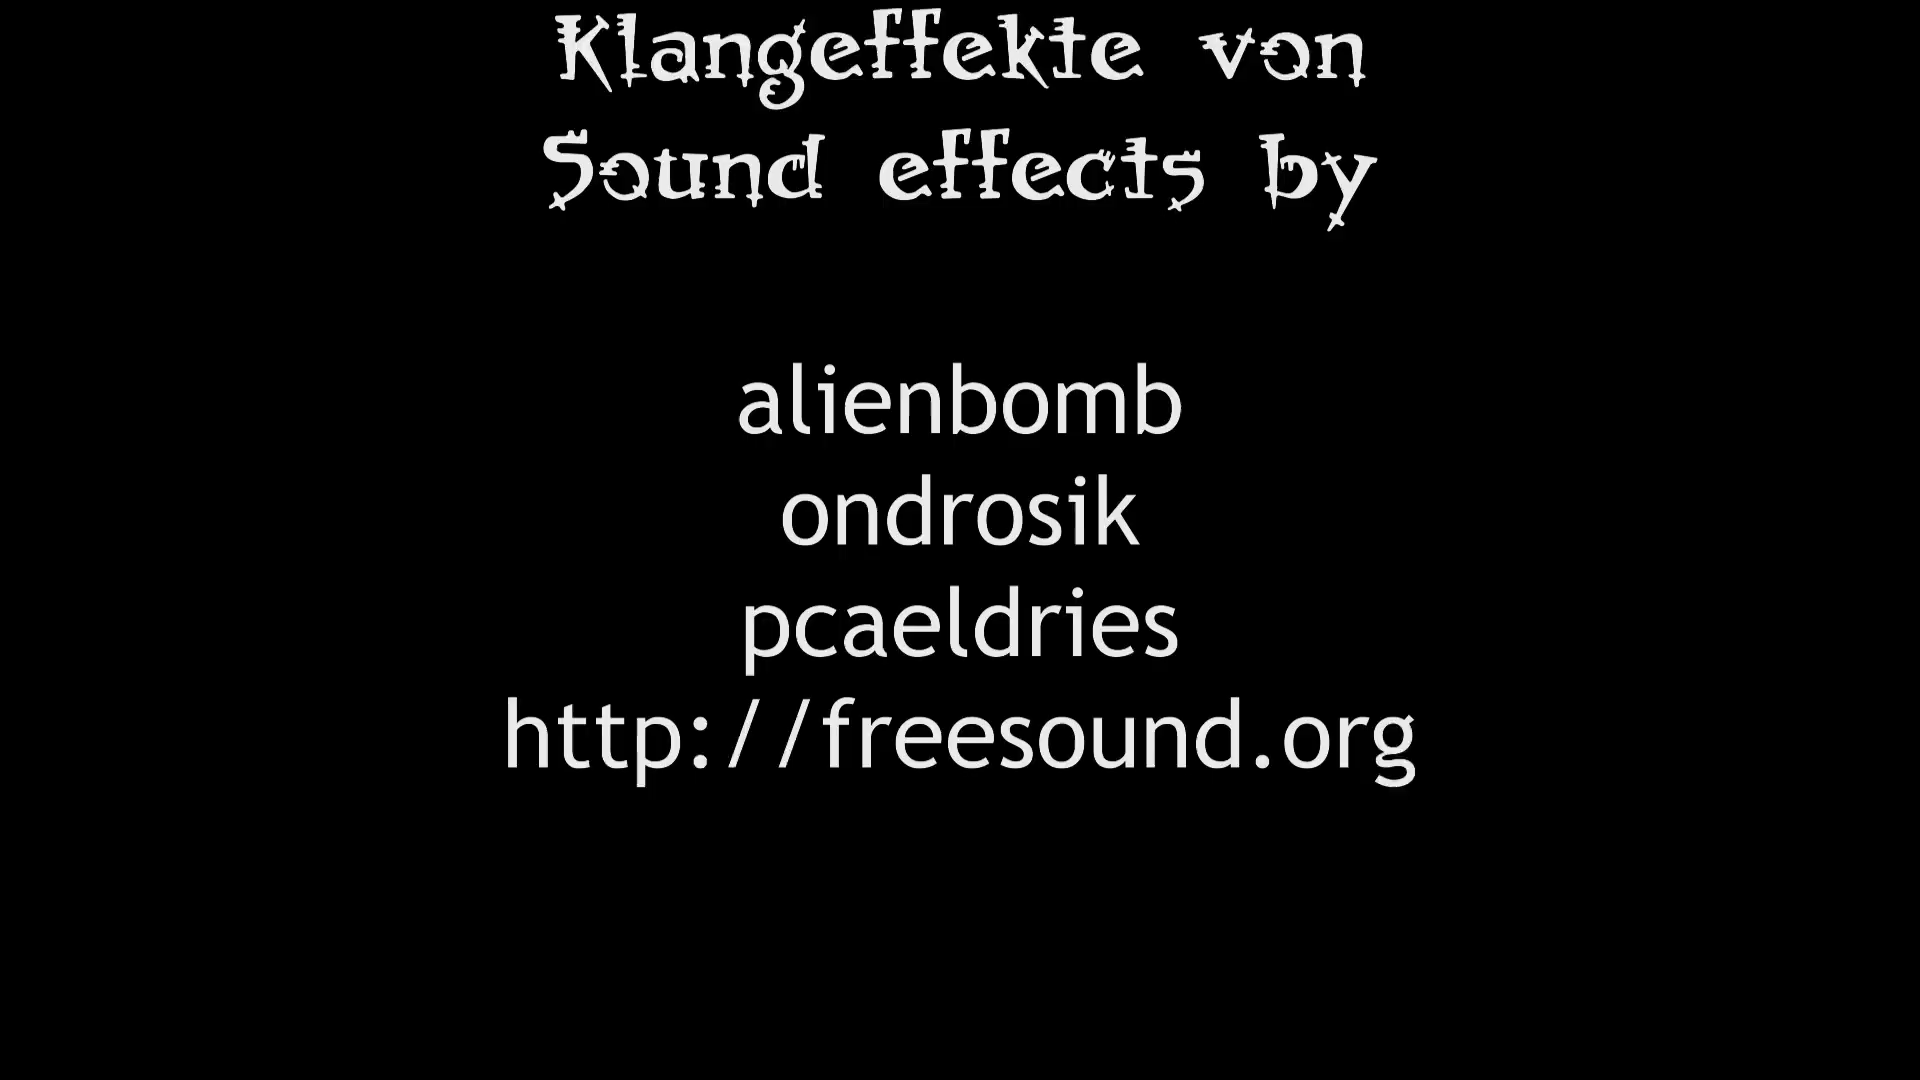 Klangeffekte von
Sound effects by
alienbomb
ondrosik
pcaeldries
http://freesound.org